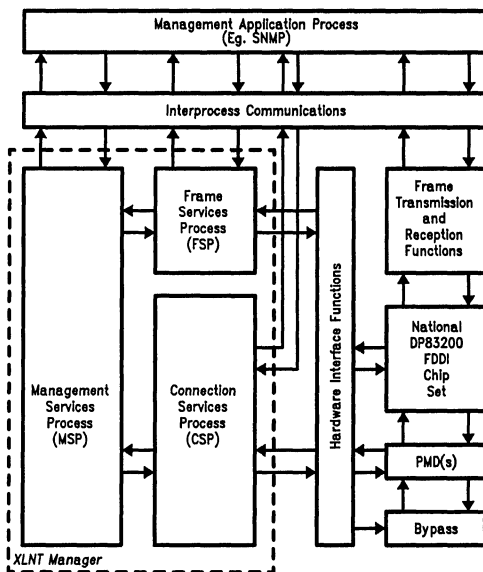 Management Application Process
(Eg. SNMP)
Interprocess Communications
Frame
Services
Process
(FSP)
Frame
Transmission
and
Reception
Functions
Hardware Interface Functions
National
DP83200
FDDI
Chip
Set
Management
Services
Process
(MSP)
Connection
Services
Process
(CSP)
PMD(s)
Bypass
XLNT Manager